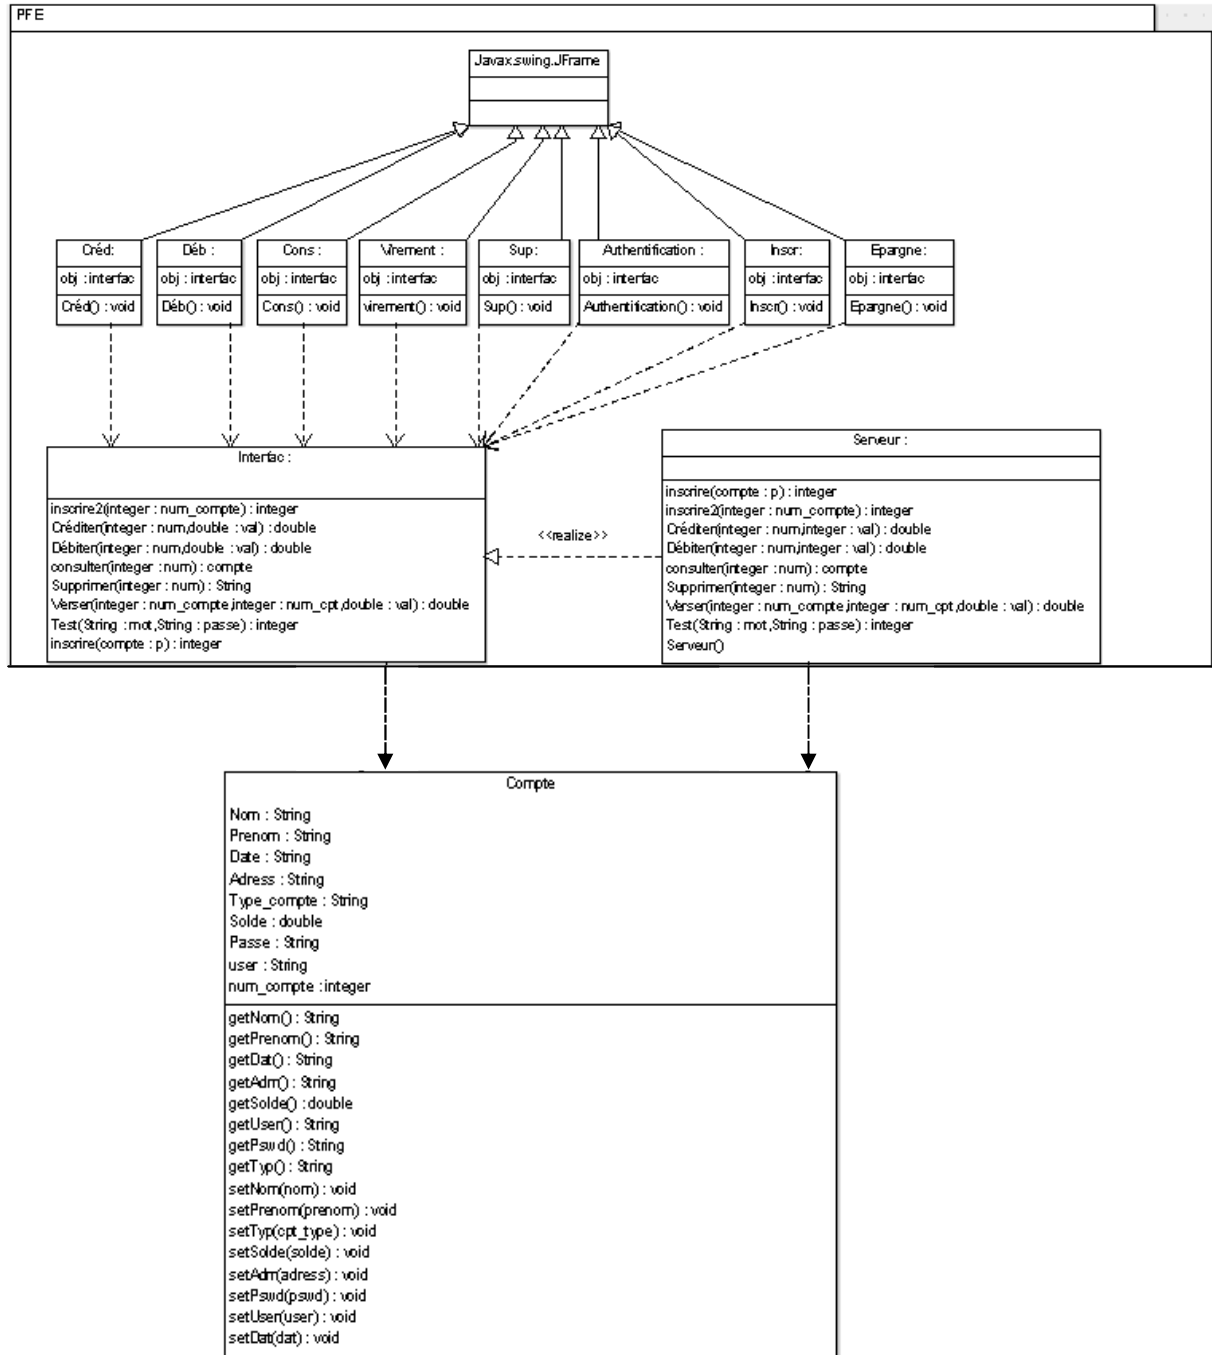 PFE
Javax.swing.JFrame
Créd:
obj : interfac
Créd() : void
Déb :
obj : interfac
Déb() : void
Cons :
obj : interfac
Cons() : void
Virement :
obj : interfac
virement() : void
Sup:
obj : interfac
Sup() : void
Authentification :
obj : interfac
Authentification() : void
Inscr:
obj : interfac
Inscr() : void
Epargne:
obj : interfac
Epargne() : void
Interfac :
inscrire2(integer : num_compte) : integer
Créditer(integer : num,double : val) : double
Débiter(integer : num,double : val) : double
consulter(integer : num) : compte
Supprimer(integer : num) : String
Verser(integer : num_compte,integer : num_cpt,double : val) : double
Test(String : mot,String : passe) : integer
inscrire(compte : p) : integer
<<realize>>
Serveur :
inscrire(compte : p) : integer
inscrire2(integer : num_compte) : integer
Créditer(integer : num,integer : val) : double
Débiter(integer : num,integer : val) : double
consulter(integer :num) : compte
Supprimer(integer : num) : String
Verser(integer : num_compte,integer : num_cpt,double : val) : double
Test(String : mot,String : passe) : integer
Serveur()
Compte
Nom : String
Prenom : String
Date : String
Adress : String
Type_compte : String
Solde : double
Passe : String
user : String
num_compte :integer
getNom() : String
getPrenom() : String
getDat() : String
getAdrr() : String
getSolde() : double
getUser() : String
getPswd() : String
getTyp() : String
setNom(nom) : void
setPrenom(prenom) : void
setTyp(cpt_type) : void
setSolde(solde) : void
setAdrr(adress) : void
setPswd(pswd) : void
setUser(user) : void
setDat(dat) : void